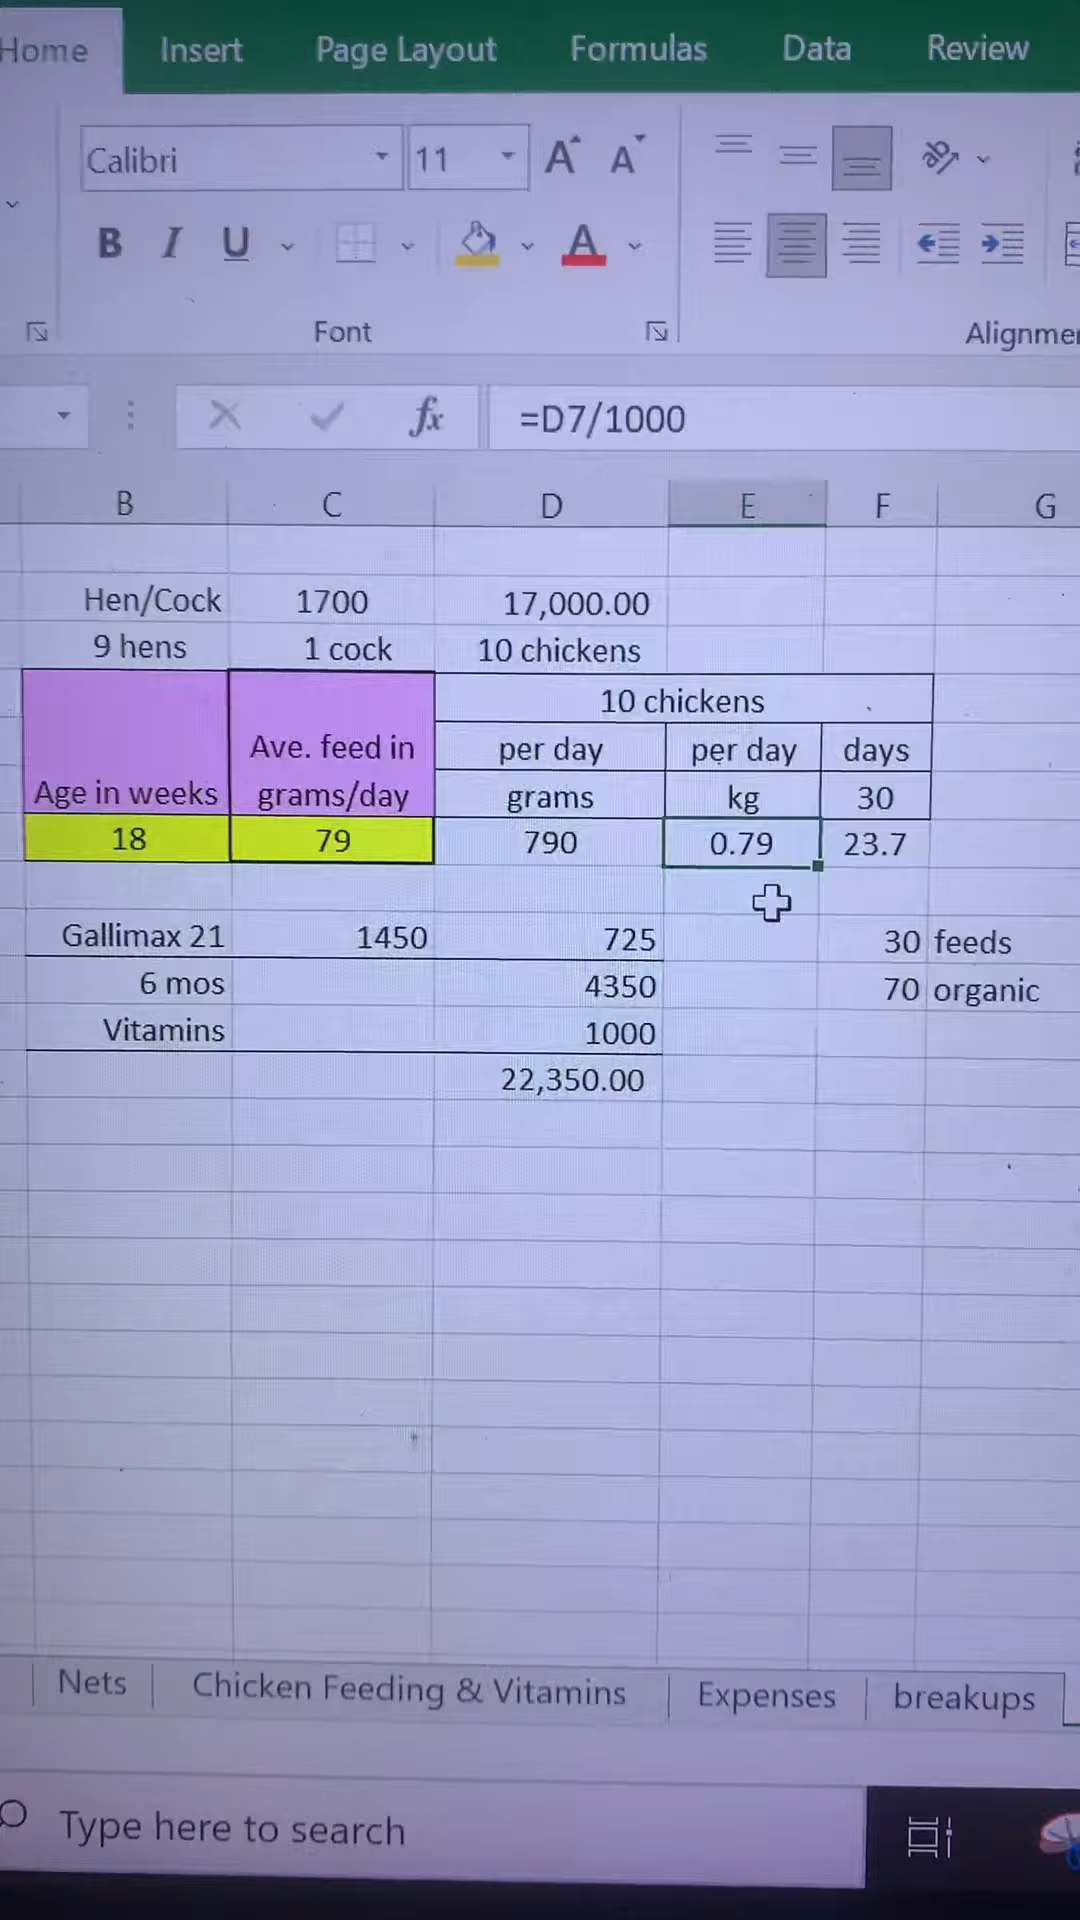 Home Insert Page Layout Formulas Data Review
Calibri 11 A A ab
B I U A
Font Alignme
fx =D7/1000
B C D E F G
Hen/Cock 1700 17,000.00
9 hens 1 cock 10 chickens
10 chickens
Ave. feed in per day per day days
Age in weeks grams/day grams kg 30
18 79 790 0.79 23.7
Gallimax 21 1450 725 30 feeds
6 mos 4350 70 organic
Vitamins 1000
22,350.00
Nets Chicken Feeding & Vitamins Expenses breakups
Type here to search